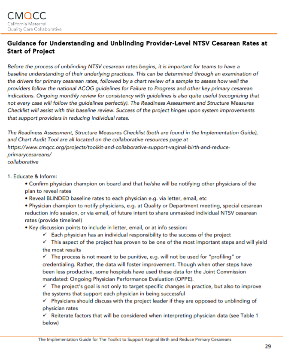 CMQCC
California Maternal
Quality Care Collaborative
Guidance for Understanding and Unblinding Provider-Level NTSV Cesarean Rates at
Start of Project
Before the process of unblinding NTSV cesarean rates begins, it is important for teams to have a
baseline understanding of their underlying practices. This can be determined through an examination of
the drivers for primary cesarean rates, followed by a chart review of a sample to assess how well the
providers follow the national ACOG guidelines for Failure to Progress and other key primary cesarean
indications. Ongoing monthly review for consistency with guidelines is also quite useful (recognizing that
not every case will follow the guidelines perfectly). The Readiness Assessment and Structure Measures
Checklist will assist with this baseline review. Success of the project hinges upon system improvements
that support providers in reducing individual rates.
The Readiness Assessment, Structure Measures Checklist (both are found in the Implementation Guide),
and Chart Audit Tool are all located on the collaborative resources page at
https://www.cmqcc.org/projects/toolkit-and-collaborative-support-vaginal-birth-and-reduce-
primarycesareans/
collaborative
1. Educate & Inform:
• Confirm physician champion on board and that he/she will be notifying other physicians of the
plan to reveal rates
• Reveal BLINDED baseline rates to each physician e.g. via letter, email, etc
• Physician champion to notify physicians, e.g. at Quality or Department meeting, special cesarean
reduction info session, or via email, of future intent to share unmasked individual NTSV cesarean
rates (provide timeline!)
• Key discussion points to include in letter, email, or at info session:
✓ Each physician has an individual responsibility to the success of the project
✓ This aspect of the project has proven to be one of the most important steps and will yield
the most results
✓ The process is not meant to be punitive, e.g. will not be used for "profiling" or
credentialing. Rather, the data will foster improvement. Though when other steps have
been less productive, some hospitals have used these data for the Joint Commission
mandated: Ongoing Physician Performance Evaluation (OPPE).
✓ The project's goal is not only to target specific changes in practice, but also to improve
the systems that support each physician in being successful
✓ Physicians should discuss with the project leader if they are opposed to unblinding of
physician rates
✓ Reiterate factors that will be considered when interpreting physician data (see Table 1
below)
The Implementation Guide for The Toolkit to Support Vaginal Birth and Reduce Primary Cesareans
29